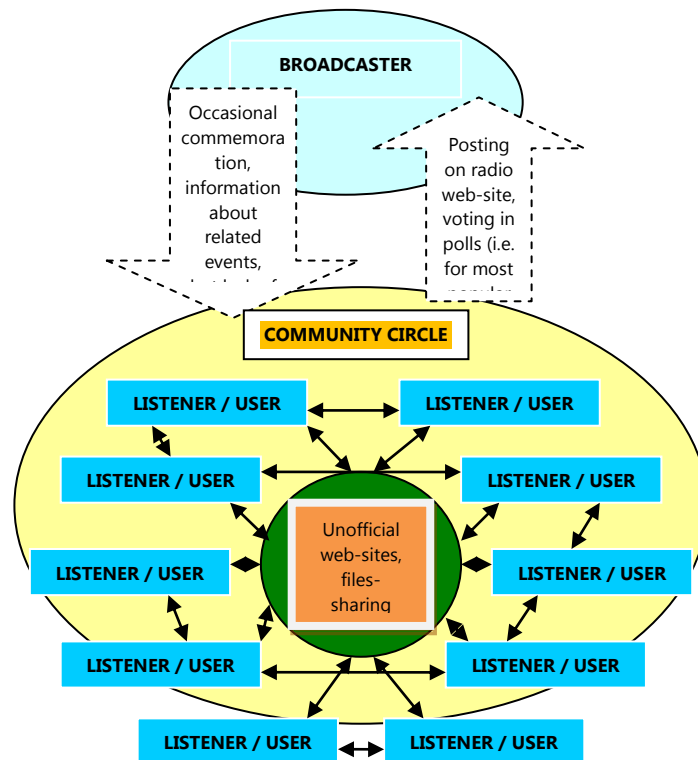 BROADCASTER
Occasional
commemora
tion,
information
about
related
events,
Posting
on radio
web-site,
voting in
polls (i.e.
for most
popular
COMMUNITY CIRCLE
LISTENER / USER
LISTENER / USER
LISTENER / USER
LISTENER / USER
Unofficial
web-sites,
files-
sharing
LISTENER / USER
LISTENER / USER
LISTENER / USER
LISTENER / USER
LISTENER / USER
LISTENER / USER